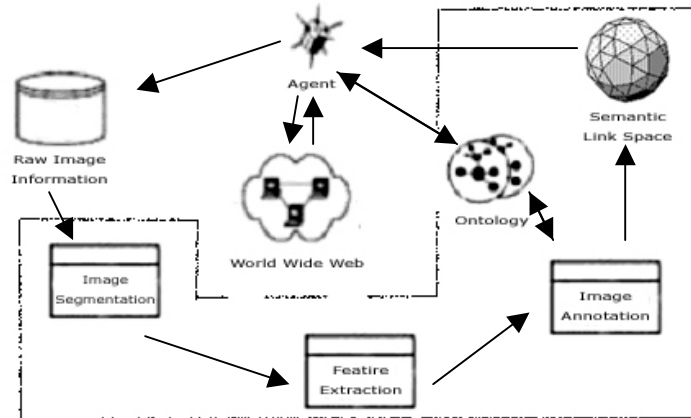 Agent
Semantic
Link Space
Raw Image
Information
Ontology
World Wide Web
Image
Segmentation
Image
Annotation
Featire
Extraction